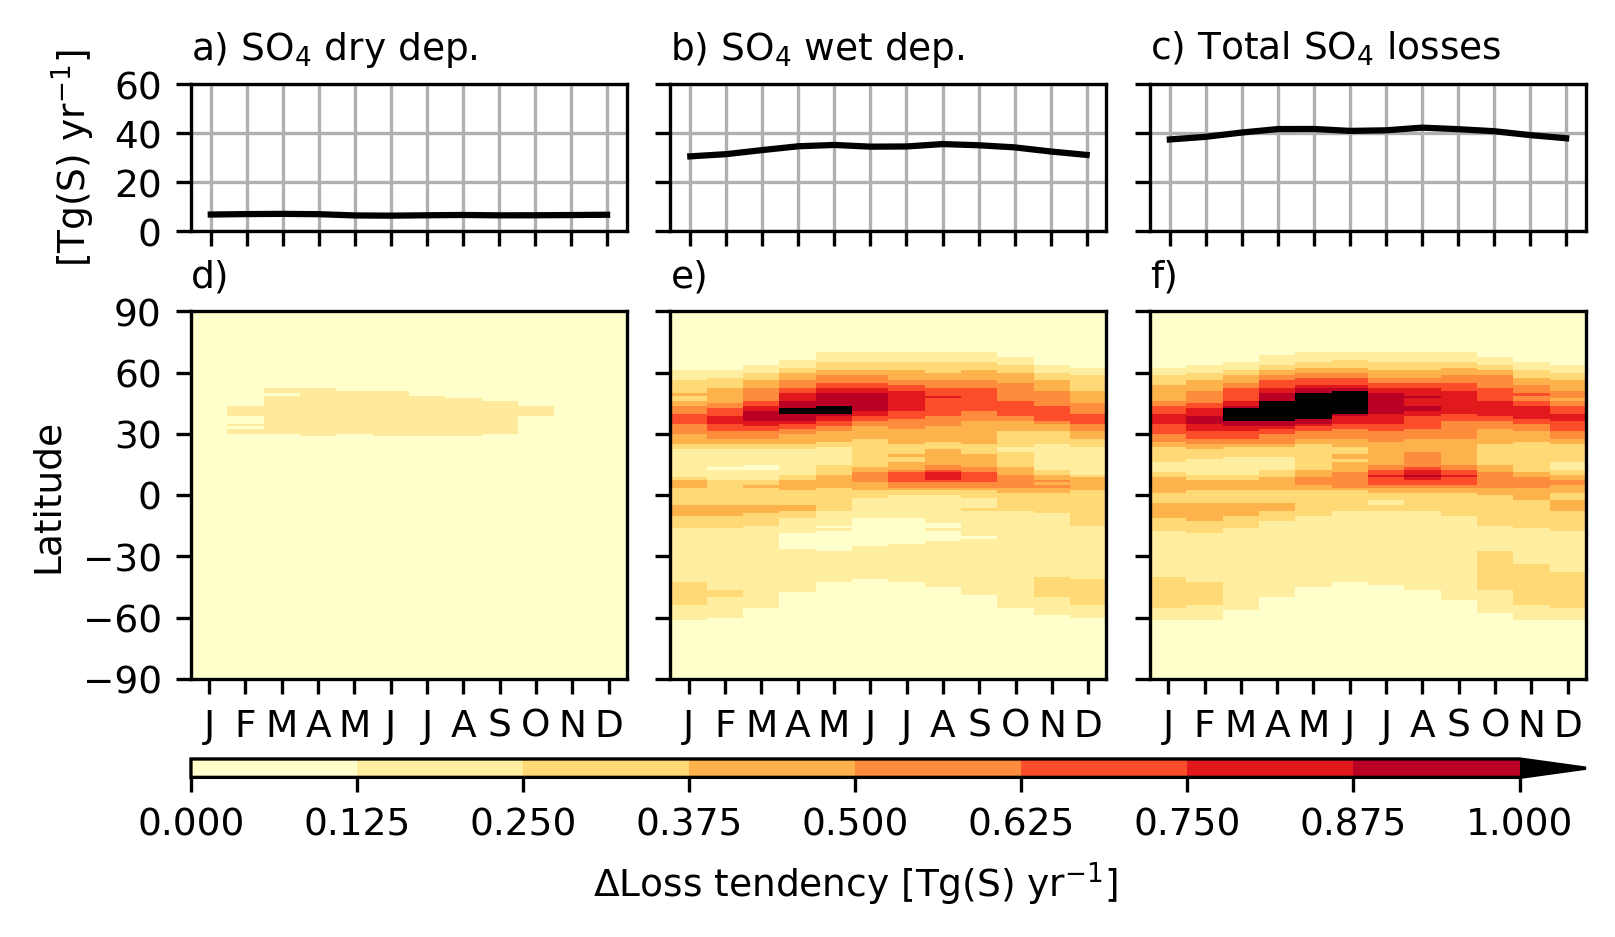 a) SO₄ dry dep.
b) SO₄ wet dep.
c) Total SO₄ losses
[Tg(S) yr⁻¹]
60
40
20
0
d)
e)
f)
Latitude
90
60
30
0
−30
−60
−90
J F M A M J J A S O N D
J F M A M J J A S O N D
J F M A M J J A S O N D
0.000 0.125 0.250 0.375 0.500 0.625 0.750 0.875 1.000
ΔLoss tendency [Tg(S) yr⁻¹]